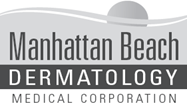 Manhattan Beach
DERMATOLOGY
MEDICAL CORPORATION